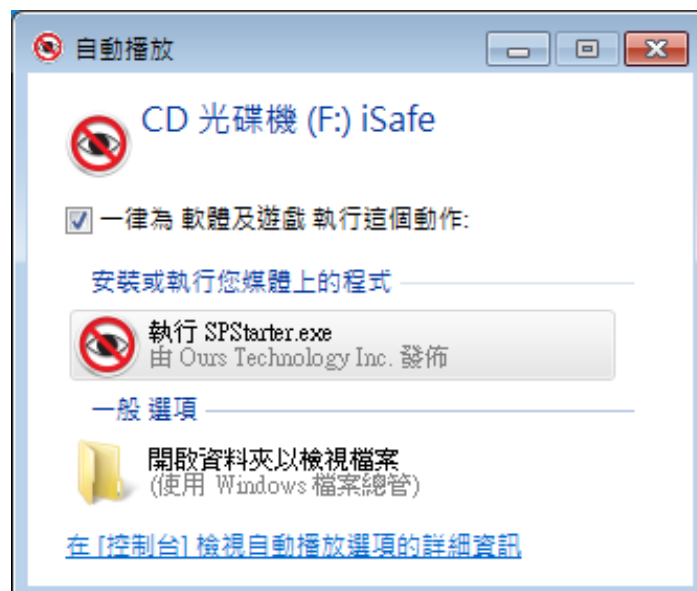 自動播放
CD 光碟機 (F:) iSafe
一律為 軟體及遊戲 執行這個動作:
安裝或執行您媒體上的程式
執行 SPStarter.exe
由 Ours Technology Inc. 發佈
一般 選項
開啟資料夾以檢視檔案
(使用 Windows 檔案總管)
在 [控制台] 檢視自動播放選項的詳細資訊